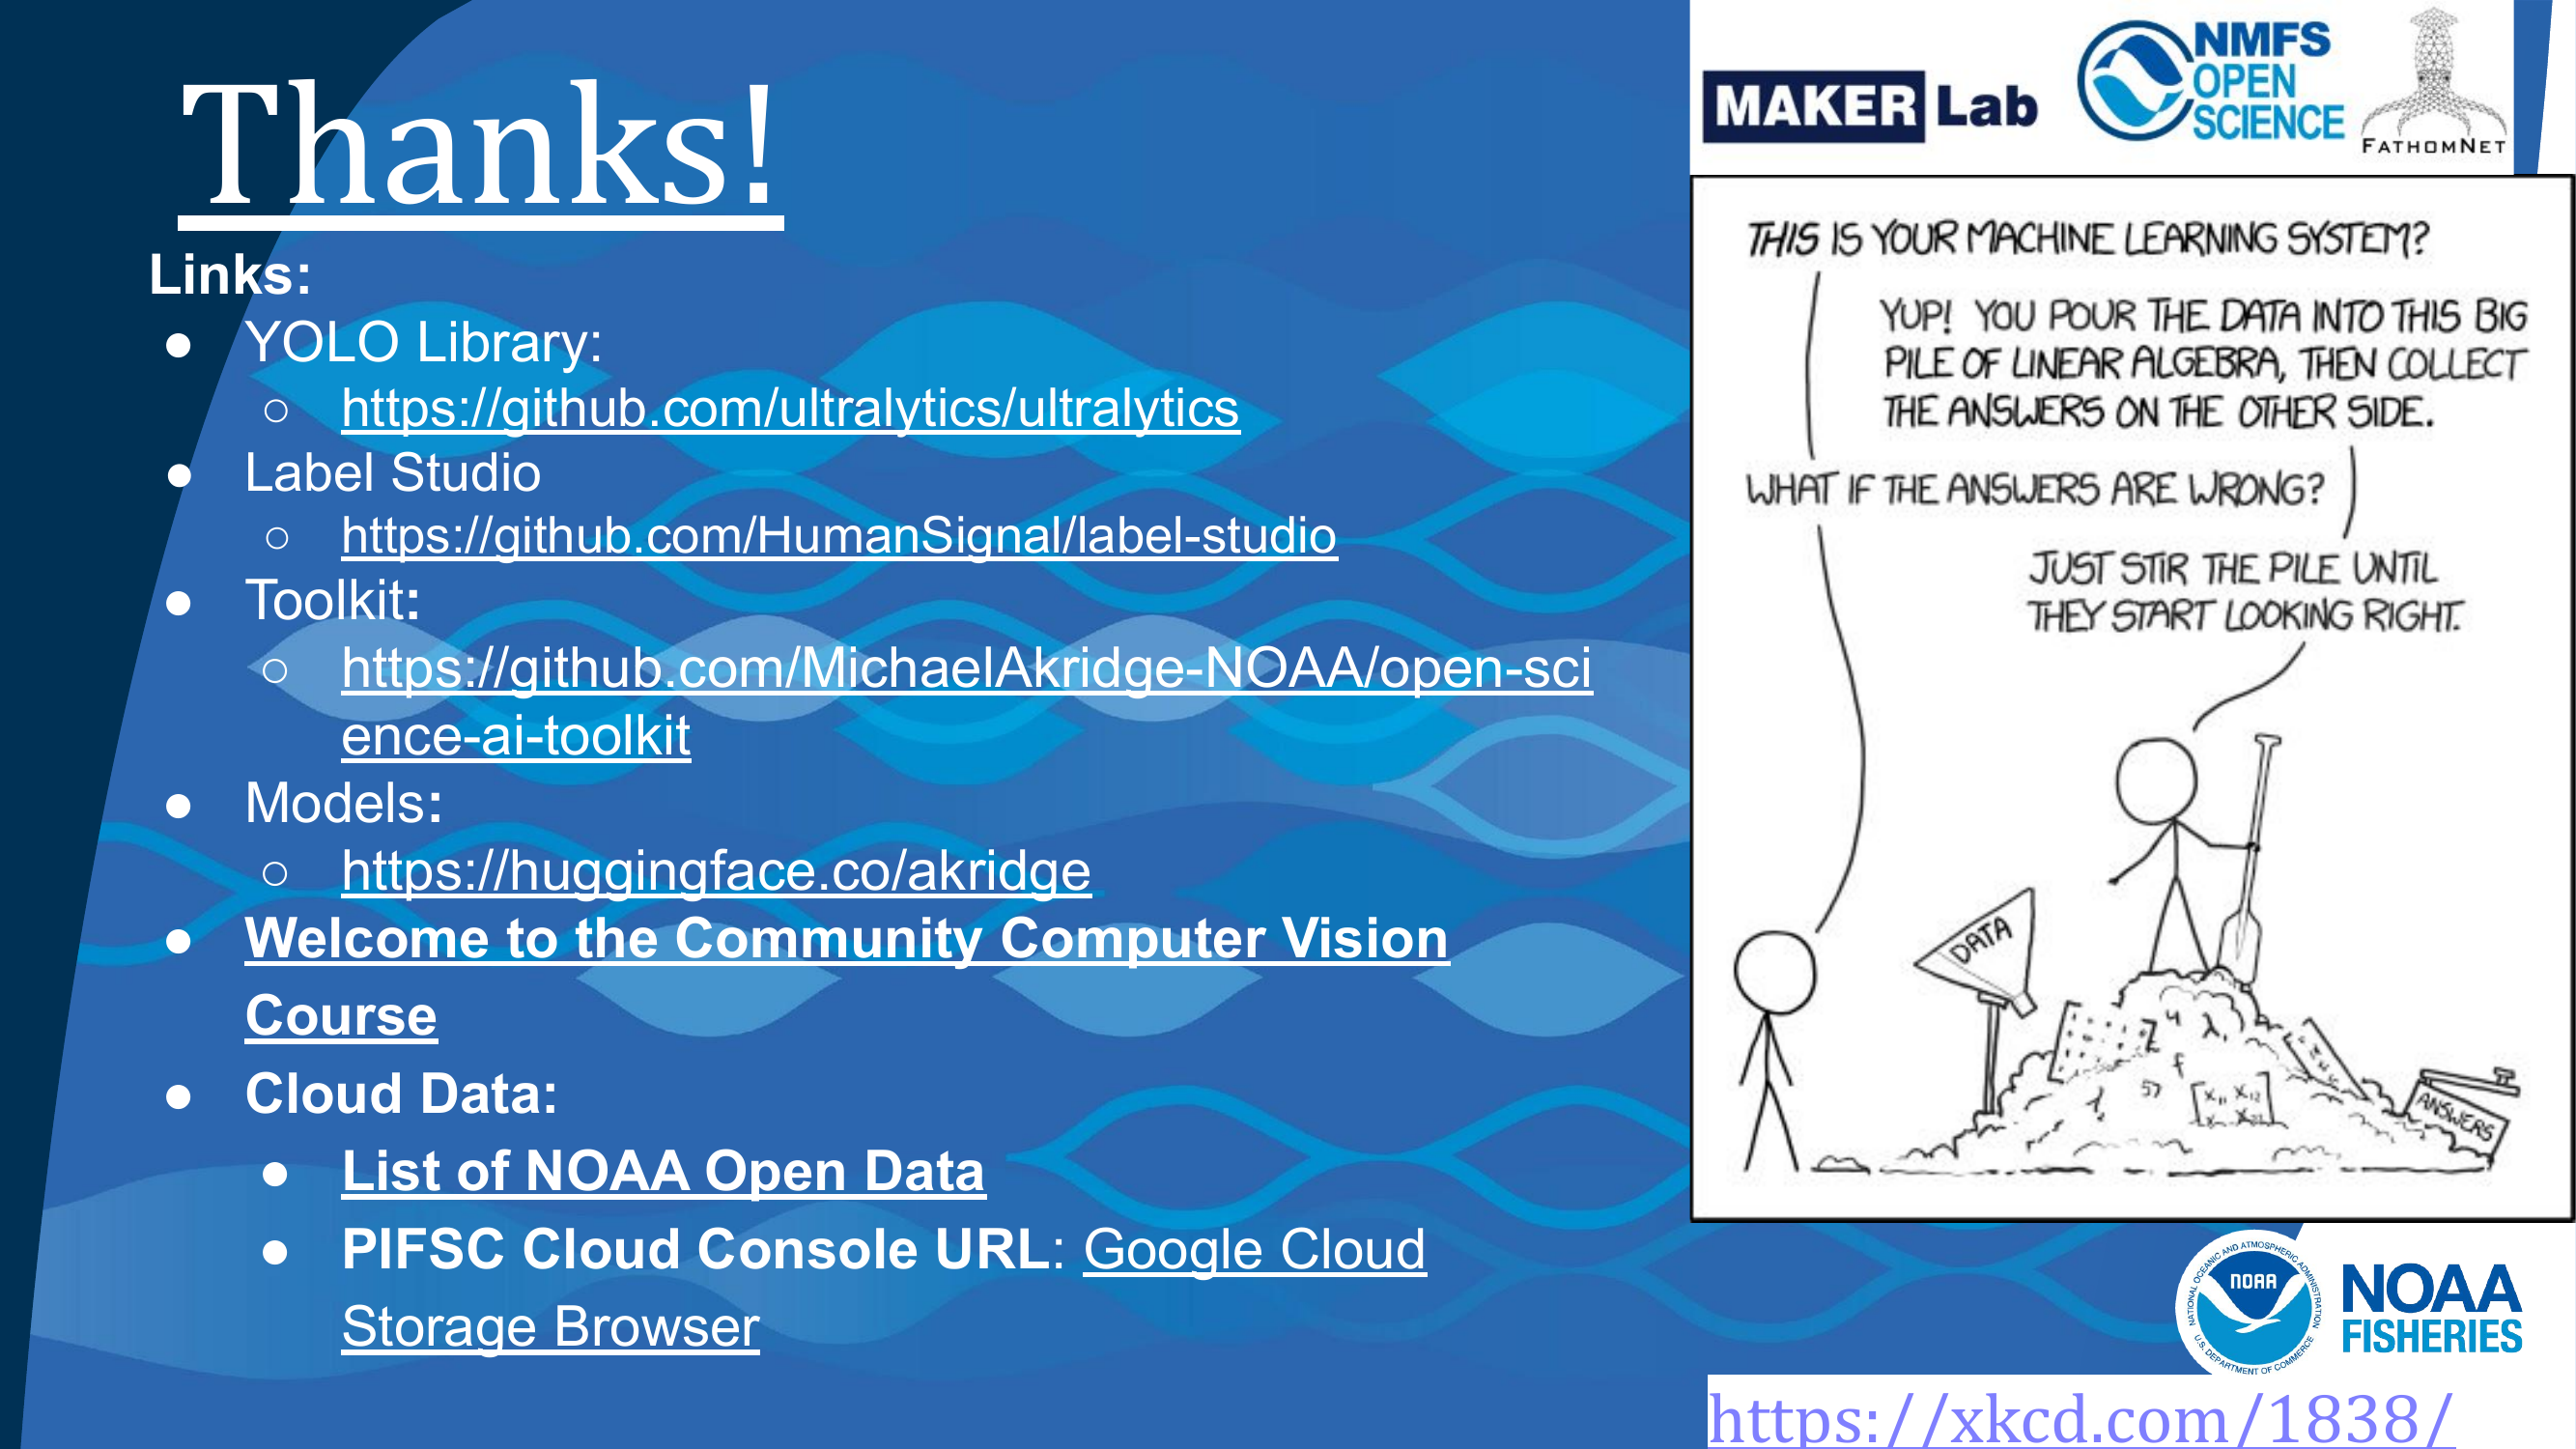 Thanks!
Links:
● YOLO Library:
○ https://github.com/ultralytics/ultralytics
● Label Studio
○ https://github.com/HumanSignal/label-studio
● Toolkit:
○ https://github.com/MichaelAkridge-NOAA/open-sci
ence-ai-toolkit
● Models:
○ https://huggingface.co/akridge
● Welcome to the Community Computer Vision
Course
● Cloud Data:
● List of NOAA Open Data
● PIFSC Cloud Console URL: Google Cloud
Storage Browser
MAKER Lab
NMFS
OPEN
SCIENCE
FATHOMNET
THIS IS YOUR MACHINE LEARNING SYSTEM?
YUP! YOU POUR THE DATA INTO THIS BIG
PILE OF LINEAR ALGEBRA, THEN COLLECT
THE ANSWERS ON THE OTHER SIDE.
WHAT IF THE ANSWERS ARE WRONG?
JUST STIR THE PILE UNTIL
THEY START LOOKING RIGHT.
DATA
ANSWERS
NATIONAL OCEANIC AND ATMOSPHERIC ADMINISTRATION
NOAA
U.S. DEPARTMENT OF COMMERCE
NOAA
FISHERIES
https://xkcd.com/1838/